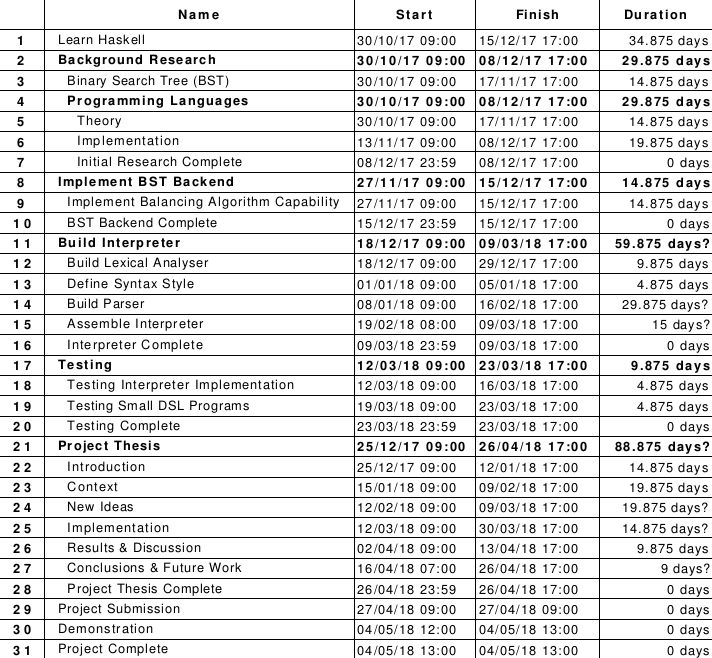 Name Start Finish Duration
1 Learn Haskell 30/10/17 09:00 15/12/17 17:00 34.875 days
2 Background Research 30/10/17 09:00 08/12/17 17:00 29.875 days
3 Binary Search Tree (BST) 30/10/17 09:00 17/11/17 17:00 14.875 days
4 Programming Languages 30/10/17 09:00 08/12/17 17:00 29.875 days
5 Theory 30/10/17 09:00 17/11/17 17:00 14.875 days
6 Implementation 13/11/17 09:00 08/12/17 17:00 19.875 days
7 Initial Research Complete 08/12/17 23:59 08/12/17 17:00 0 days
8 Implement BST Backend 27/11/17 09:00 15/12/17 17:00 14.875 days
9 Implement Balancing Algorithm Capability 27/11/17 09:00 15/12/17 17:00 14.875 days
10 BST Backend Complete 15/12/17 23:59 15/12/17 17:00 0 days
11 Build Interpreter 18/12/17 09:00 09/03/18 17:00 59.875 days?
12 Build Lexical Analyser 18/12/17 09:00 29/12/17 17:00 9.875 days
13 Define Syntax Style 01/01/18 09:00 05/01/18 17:00 4.875 days
14 Build Parser 08/01/18 09:00 16/02/18 17:00 29.875 days?
15 Assemble Interpreter 19/02/18 08:00 09/03/18 17:00 15 days?
16 Interpreter Complete 09/03/18 23:59 09/03/18 17:00 0 days
17 Testing 12/03/18 09:00 23/03/18 17:00 9.875 days
18 Testing Interpreter Implementation 12/03/18 09:00 16/03/18 17:00 4.875 days
19 Testing Small DSL Programs 19/03/18 09:00 23/03/18 17:00 4.875 days
20 Testing Complete 23/03/18 23:59 23/03/18 17:00 0 days
21 Project Thesis 25/12/17 09:00 26/04/18 17:00 88.875 days?
22 Introduction 25/12/17 09:00 12/01/18 17:00 14.875 days
23 Context 15/01/18 09:00 09/02/18 17:00 19.875 days
24 New Ideas 12/02/18 09:00 09/03/18 17:00 19.875 days?
25 Implementation 12/03/18 09:00 30/03/18 17:00 14.875 days?
26 Results & Discussion 02/04/18 09:00 13/04/18 17:00 9.875 days
27 Conclusions & Future Work 16/04/18 07:00 26/04/18 17:00 9 days?
28 Project Thesis Complete 26/04/18 23:59 26/04/18 17:00 0 days
29 Project Submission 27/04/18 09:00 27/04/18 09:00 0 days
30 Demonstration 04/05/18 12:00 04/05/18 13:00 0 days
31 Project Complete 04/05/18 13:00 04/05/18 13:00 0 days